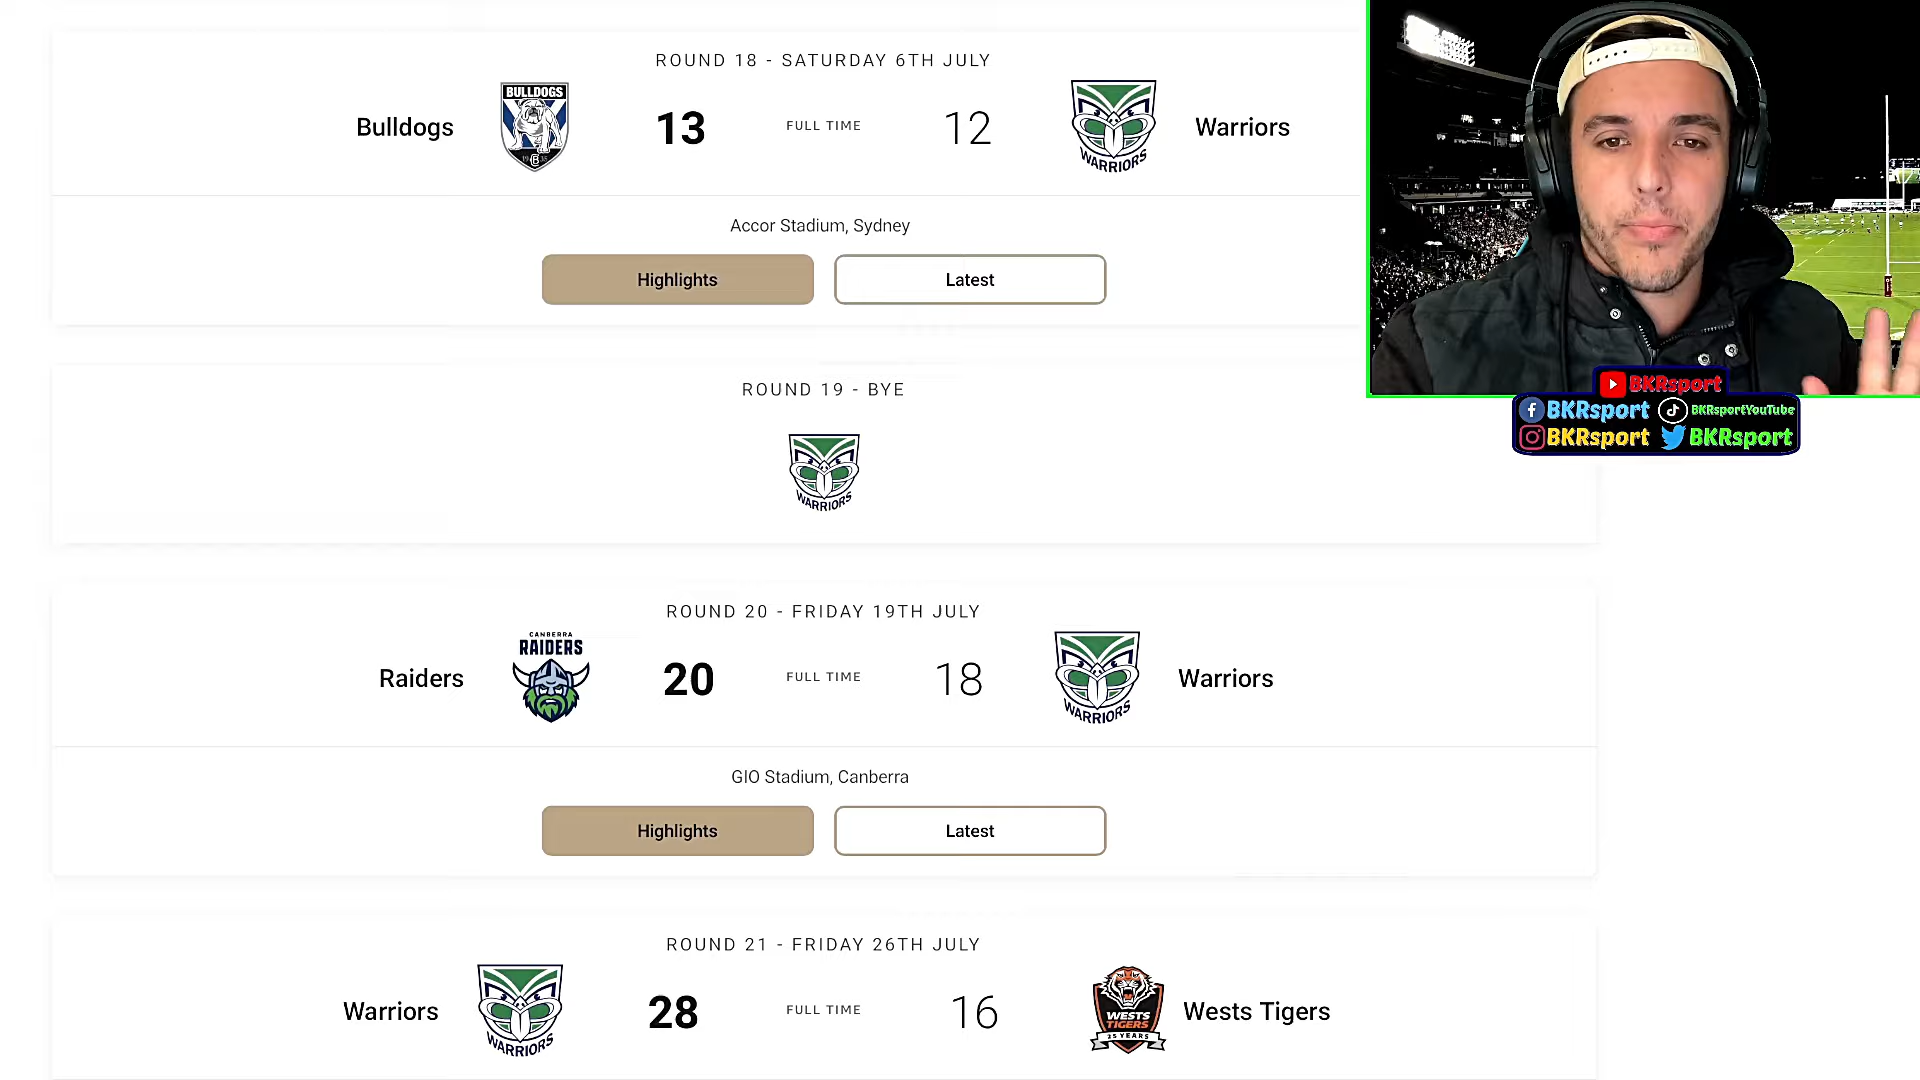 ROUND 18 - SATURDAY 6TH JULY
Bulldogs
BULLDOGS
13
FULL TIME
12
WARRIORS
Warriors
Accor Stadium, Sydney
Highlights
Latest
ROUND 19 - BYE
WARRIORS
ROUND 20 - FRIDAY 19TH JULY
Raiders
CANBERRA
RAIDERS
20
FULL TIME
18
WARRIORS
Warriors
GIO Stadium, Canberra
Highlights
Latest
ROUND 21 - FRIDAY 26TH JULY
Warriors
WARRIORS
28
FULL TIME
16
WESTS
TIGERS
25 YEARS
Wests Tigers
BKRsport
BKRsport
BKRsportYouTube
BKRsport
BKRsport